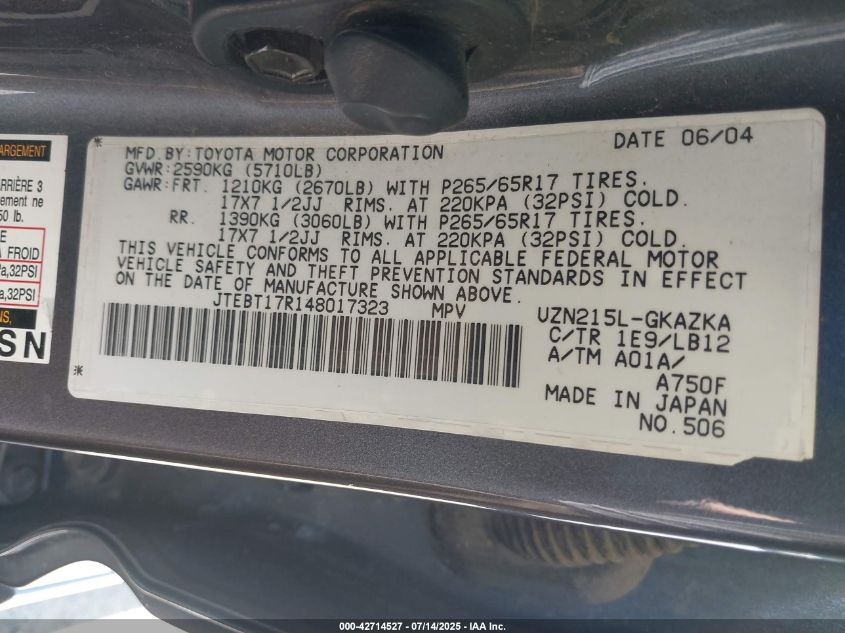 ARGEMENT
RRIÈRE 3
ement ne
50 lb.
E
A FROID
a,32PSI
a,32PSI
NS,
SN
* DATE 06/04
MFD.BY:TOYOTA MOTOR CORPORATION
GVWR:2590KG (5710LB)
GAWR:FRT. 1210KG (2670LB) WITH P265/65R17 TIRES.
17X7 1/2JJ RIMS. AT 220KPA (32PSI) COLD.
RR. 1390KG (3060LB) WITH P265/65R17 TIRES.
17X7 1/2JJ RIMS. AT 220KPA (32PSI) COLD.
THIS VEHICLE CONFORMS TO ALL APPLICABLE FEDERAL MOTOR
VEHICLE SAFETY AND THEFT PREVENTION STANDARDS IN EFFECT
ON THE DATE OF MANUFACTURE SHOWN ABOVE.
JTEBT17R148017323 MPV UZN215L-GKAZKA
C/TR 1E9/LB12
A/TM A01A/
A750F
* MADE IN JAPAN
NO.506
000-42714527 07/14/2025 - IAA Inc.